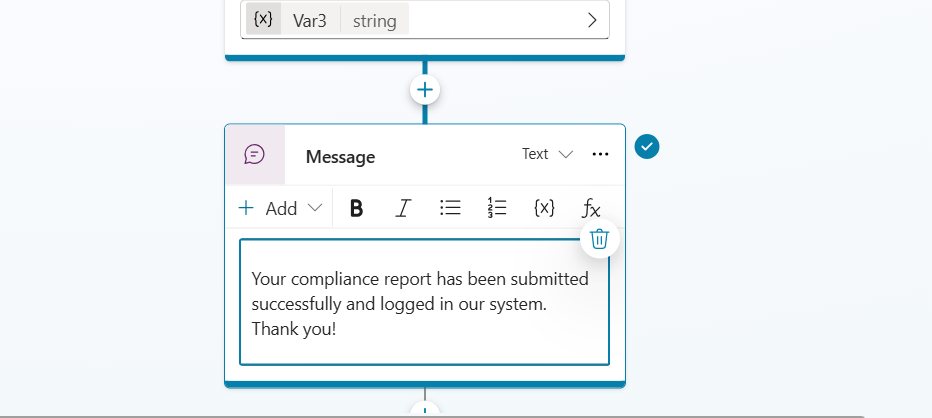 {x} Var3 string
Message Text
Add B I {x} fx
Your compliance report has been submitted
successfully and logged in our system.
Thank you!